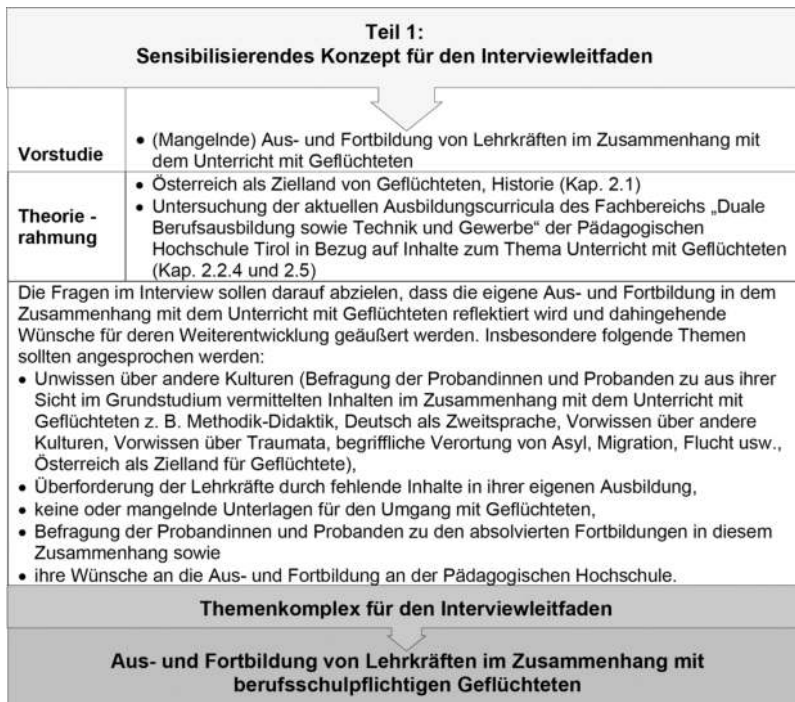 Teil 1:
Sensibilisierendes Konzept für den Interviewleitfaden
Vorstudie
• (Mangelnde) Aus- und Fortbildung von Lehrkräften im Zusammenhang mit
dem Unterricht mit Geflüchteten
Theorie -
rahmung
• Österreich als Zielland von Geflüchteten, Historie (Kap. 2.1)
• Untersuchung der aktuellen Ausbildungscurricula des Fachbereichs „Duale
Berufsausbildung sowie Technik und Gewerbe“ der Pädagogischen
Hochschule Tirol in Bezug auf Inhalte zum Thema Unterricht mit Geflüchteten
(Kap. 2.2.4 und 2.5)
Die Fragen im Interview sollen darauf abzielen, dass die eigene Aus- und Fortbildung in dem
Zusammenhang mit dem Unterricht mit Geflüchteten reflektiert wird und dahingehende
Wünsche für deren Weiterentwicklung geäußert werden. Insbesondere folgende Themen
sollten angesprochen werden:
• Unwissen über andere Kulturen (Befragung der Probandinnen und Probanden zu aus ihrer
Sicht im Grundstudium vermittelten Inhalten im Zusammenhang mit dem Unterricht mit
Geflüchteten z. B. Methodik-Didaktik, Deutsch als Zweitsprache, Vorwissen über andere
Kulturen, Vorwissen über Traumata, begriffliche Verortung von Asyl, Migration, Flucht usw.,
Österreich als Zielland für Geflüchtete),
• Überforderung der Lehrkräfte durch fehlende Inhalte in ihrer eigenen Ausbildung,
• keine oder mangelnde Unterlagen für den Umgang mit Geflüchteten,
• Befragung der Probandinnen und Probanden zu den absolvierten Fortbildungen in diesem
Zusammenhang sowie
• ihre Wünsche an die Aus- und Fortbildung an der Pädagogischen Hochschule.
Themenkomplex für den Interviewleitfaden
Aus- und Fortbildung von Lehrkräften im Zusammenhang mit
berufsschulpflichtigen Geflüchteten